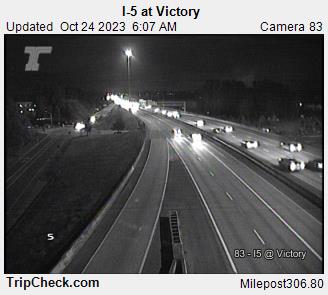 I-5 at Victory
Updated Oct 24 2023 6:07 AM Camera 83
T
S
83 - I5 @ Victory
TripCheck.com Milepost306.80